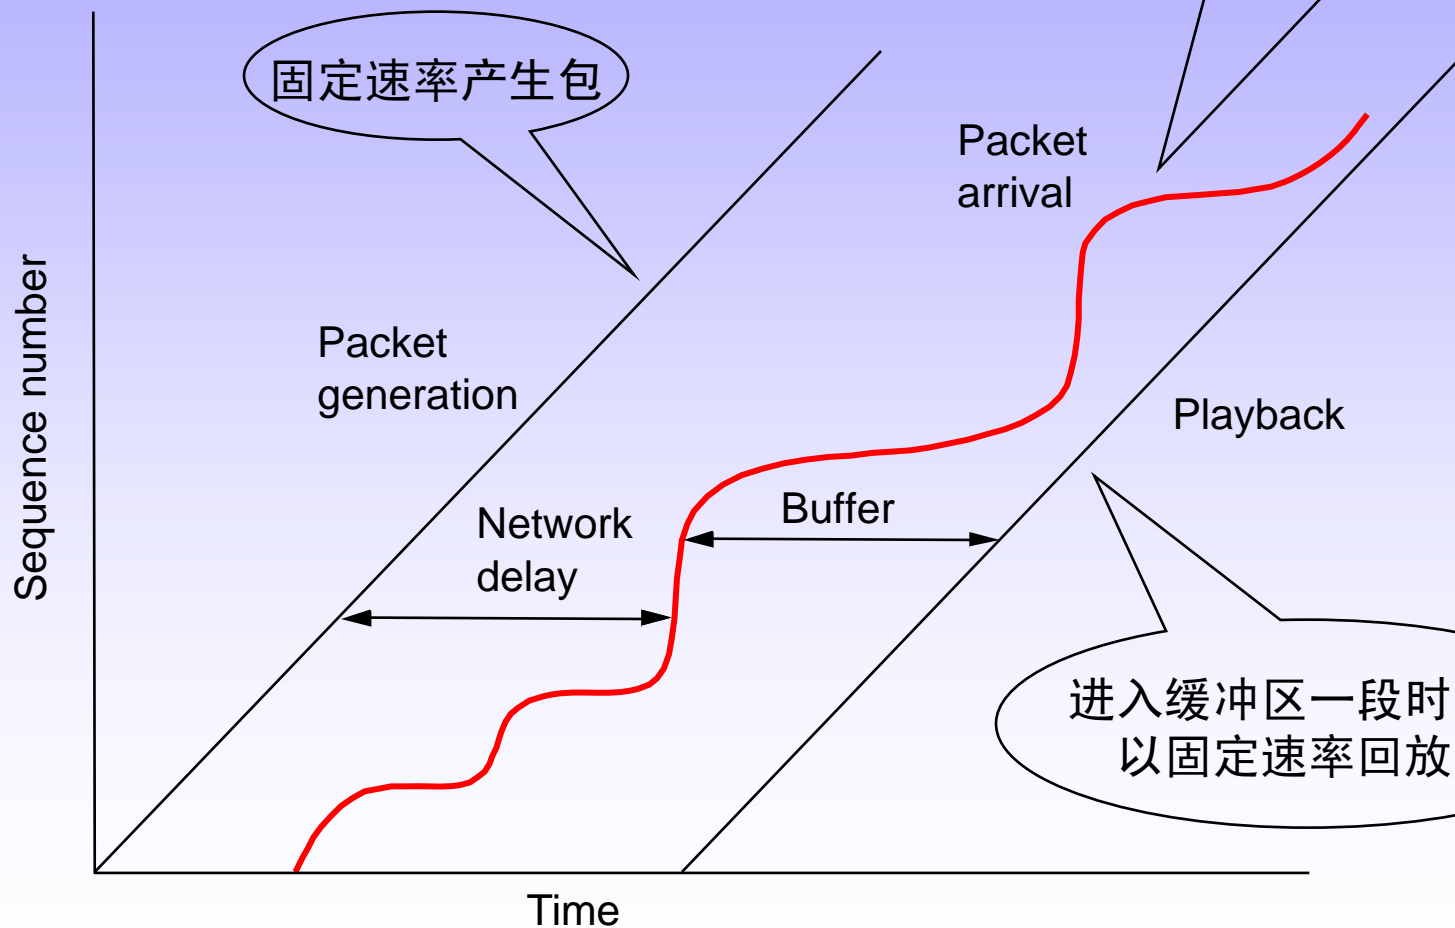 固定速率产生包
Packet
arrival
Packet
generation
Sequence number
Playback
Buffer
Network
delay
进入缓冲区一段时
以固定速率回放
Time